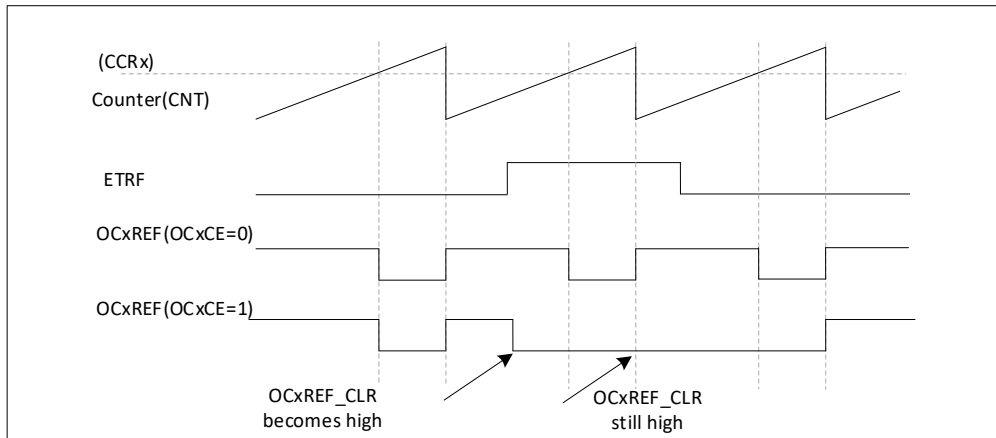 (CCRx)
Counter(CNT)
ETRF
OCxREF(OCxCE=0)
OCxREF(OCxCE=1)
OCxREF_CLR
becomes high
OCxREF_CLR
still high